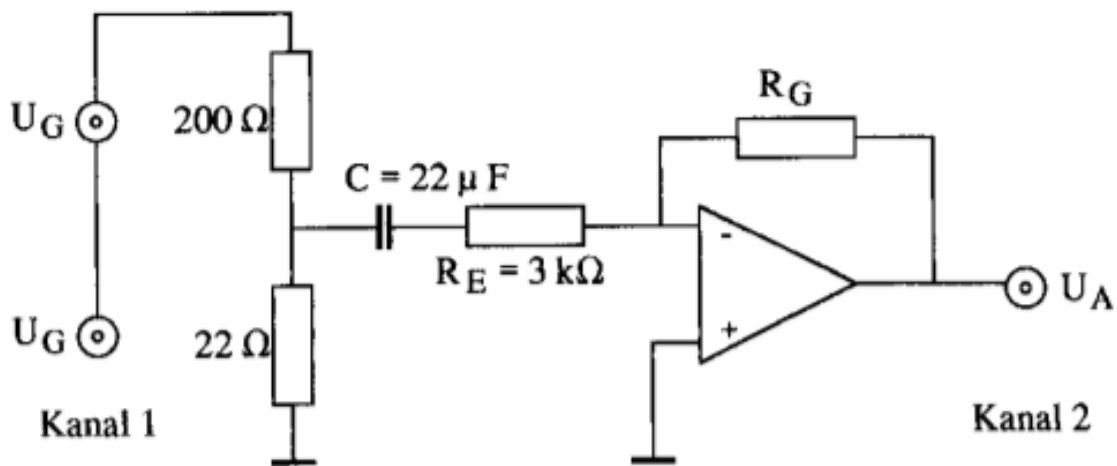 U_G
200 Ω
R_G
C = 22 µ F
-
R_E = 3 kΩ
U_G
22 Ω
+
U_A
Kanal 1
Kanal 2